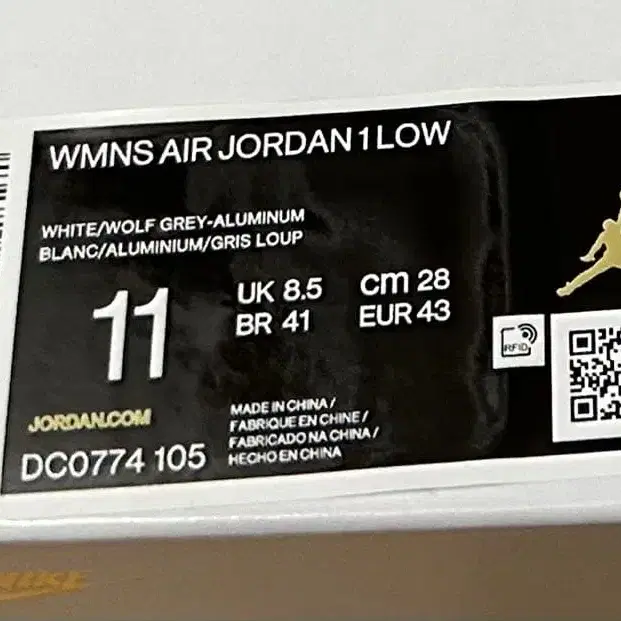 WMNS AIR JORDAN 1 LOW
WHITE/WOLF GREY-ALUMINUM
BLANC/ALUMINIUM/GRIS LOUP
11
UK 8.5 cm 28
BR 41 EUR 43
RFID
JORDAN.COM
DC0774 105
MADE IN CHINA /
FABRIQUE EN CHINE /
FABRICADO NA CHINA /
HECHO EN CHINA
NIKE